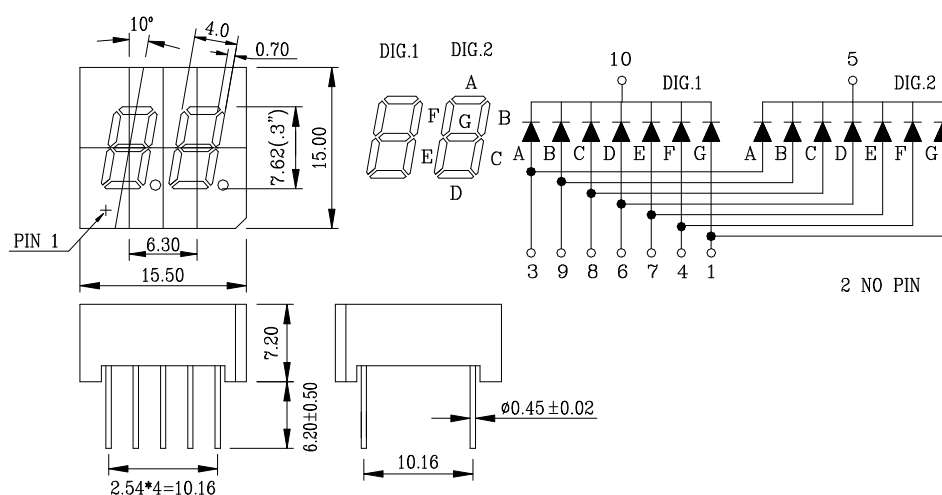 10°
4.0
0.70
7.62(.3")
15.00
PIN 1
6.30
15.50
DIG.1 DIG.2
A
F B
G
E C
D
10 5
DIG.1 DIG.2
A B C D E F G A B C D E F G
3 9 8 6 7 4 1
2 NO PIN
7.20
6.20±0.50
2.54*4=10.16
ø0.45±0.02
10.16